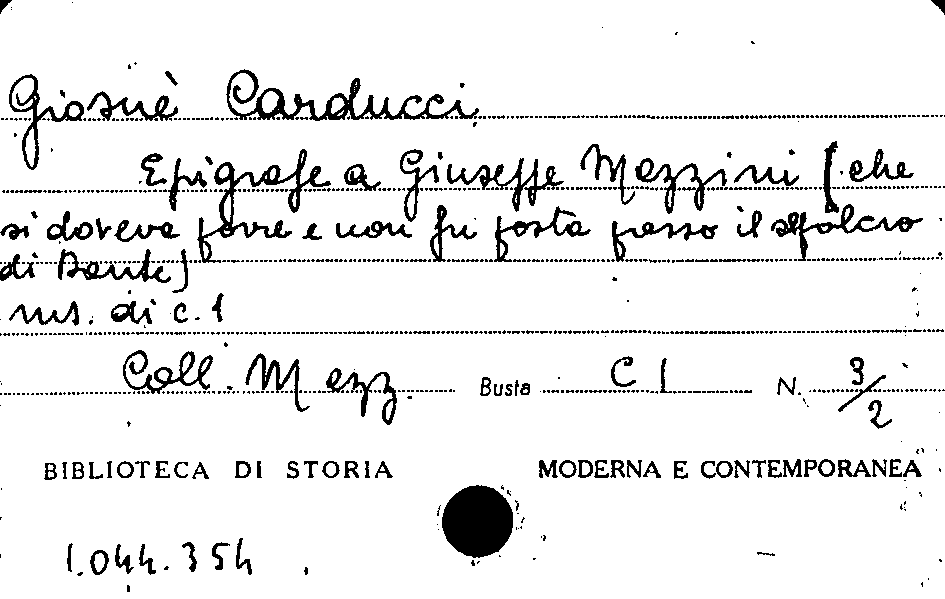 Giosuè Carducci
Epigrafe a Giuseppe Mazzini [che
si doveva porre e non fu posta presso il sepolcro
di Dante]
ms. di c. 1
Coll. Mazz. Busta C 1 N. 3/2
BIBLIOTECA DI STORIA MODERNA E CONTEMPORANEA
1.044.354